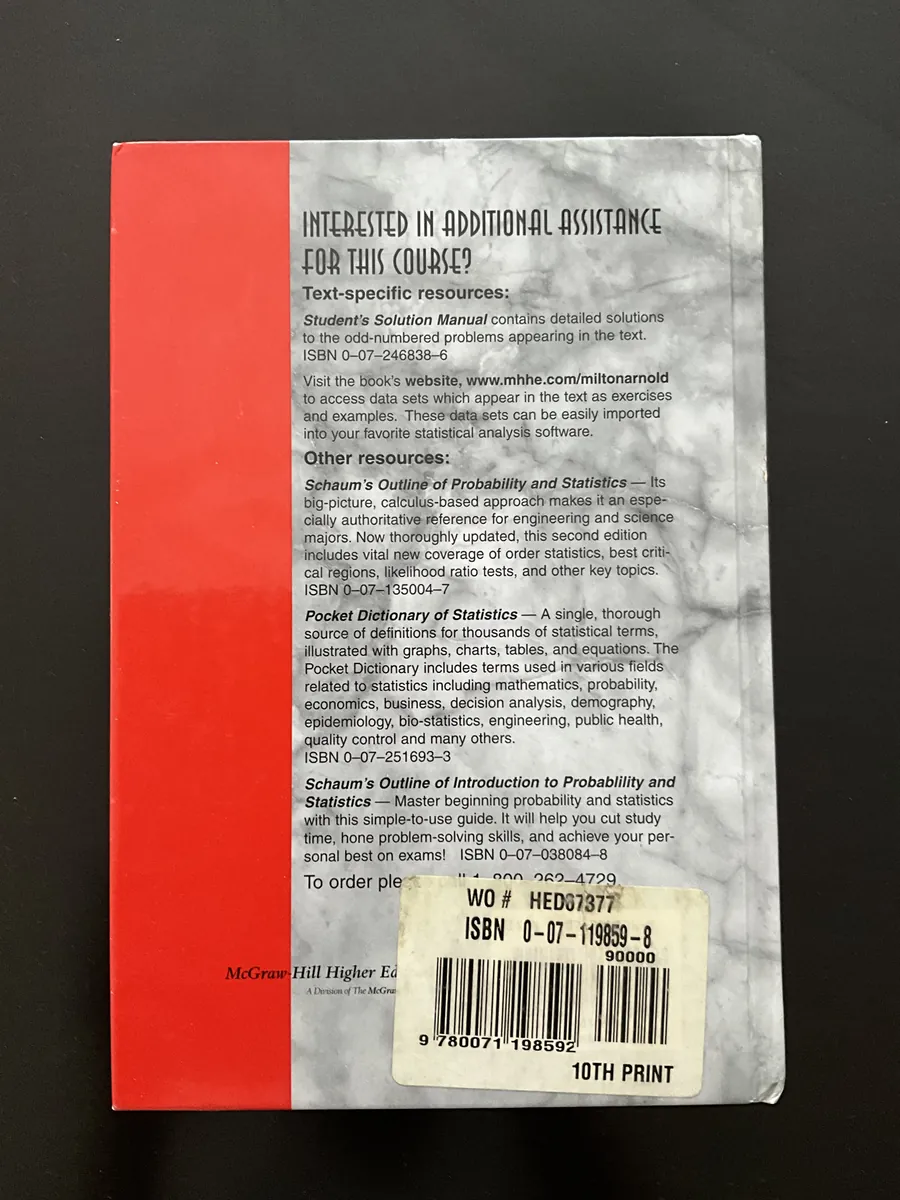 INTERESTED IN ADDITIONAL ASSISTANCE
FOR THIS COURSE?
Text-specific resources:
Student's Solution Manual contains detailed solutions
to the odd-numbered problems appearing in the text.
ISBN 0–07–246838–6
Visit the book's website, www.mhhe.com/miltonarnold
to access data sets which appear in the text as exercises
and examples. These data sets can be easily imported
into your favorite statistical analysis software.
Other resources:
Schaum's Outline of Probability and Statistics — Its
big-picture, calculus-based approach makes it an espe-
cially authoritative reference for engineering and science
majors. Now thoroughly updated, this second edition
includes vital new coverage of order statistics, best criti-
cal regions, likelihood ratio tests, and other key topics.
ISBN 0–07–135004–7
Pocket Dictionary of Statistics — A single, thorough
source of definitions for thousands of statistical terms,
illustrated with graphs, charts, tables, and equations. The
Pocket Dictionary includes terms used in various fields
related to statistics including mathematics, probability,
economics, business, decision analysis, demography,
epidemiology, bio-statistics, engineering, public health,
quality control and many others.
ISBN 0–07–251693–3
Schaum's Outline of Introduction to Probablility and
Statistics — Master beginning probability and statistics
with this simple-to-use guide. It will help you cut study
time, hone problem-solving skills, and achieve your per-
sonal best on exams! ISBN 0–07–038084–8
To order 1–800–262–4729
WO # HED67377
ISBN 0-07-119859-8
90000
McGraw-Hill Higher
A Division of The
9 780071 198592
10TH PRINT